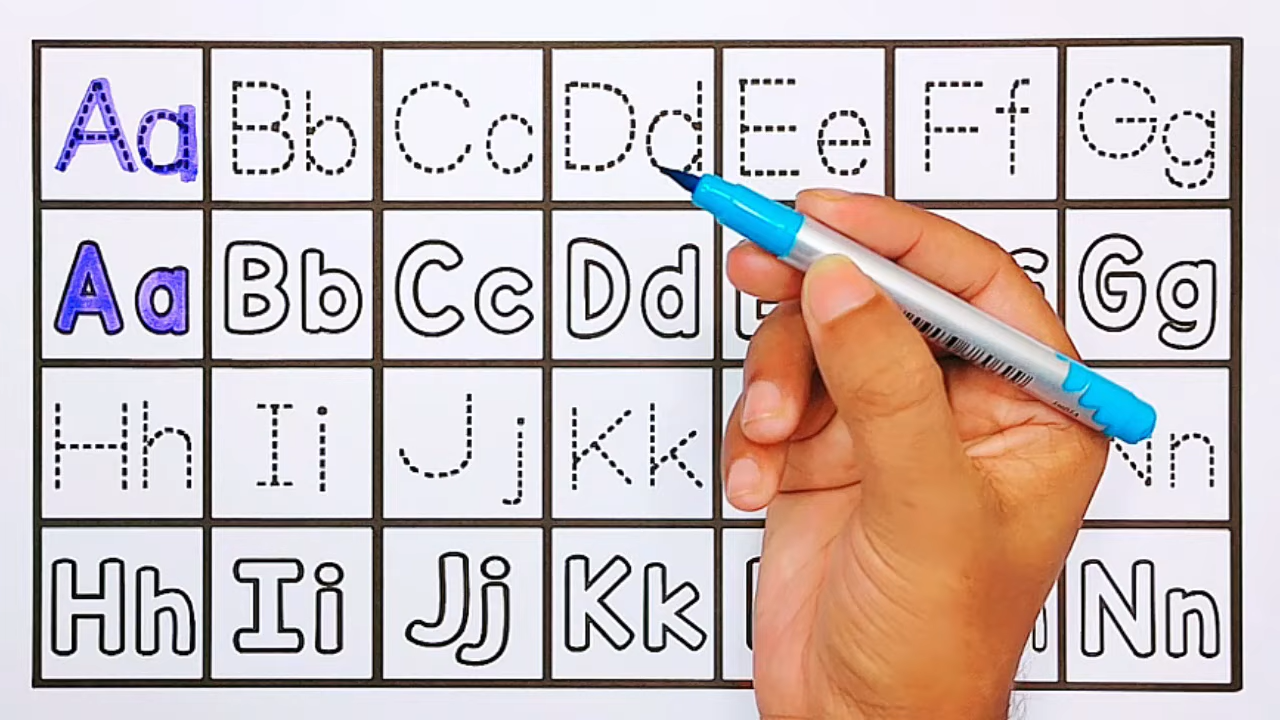 Aa Bb Cc Dd Ee Ff Gg
Aa Bb Cc Dd Gg
Hh Ii Jj Kk Nn
Hh Ii Jj Kk Nn